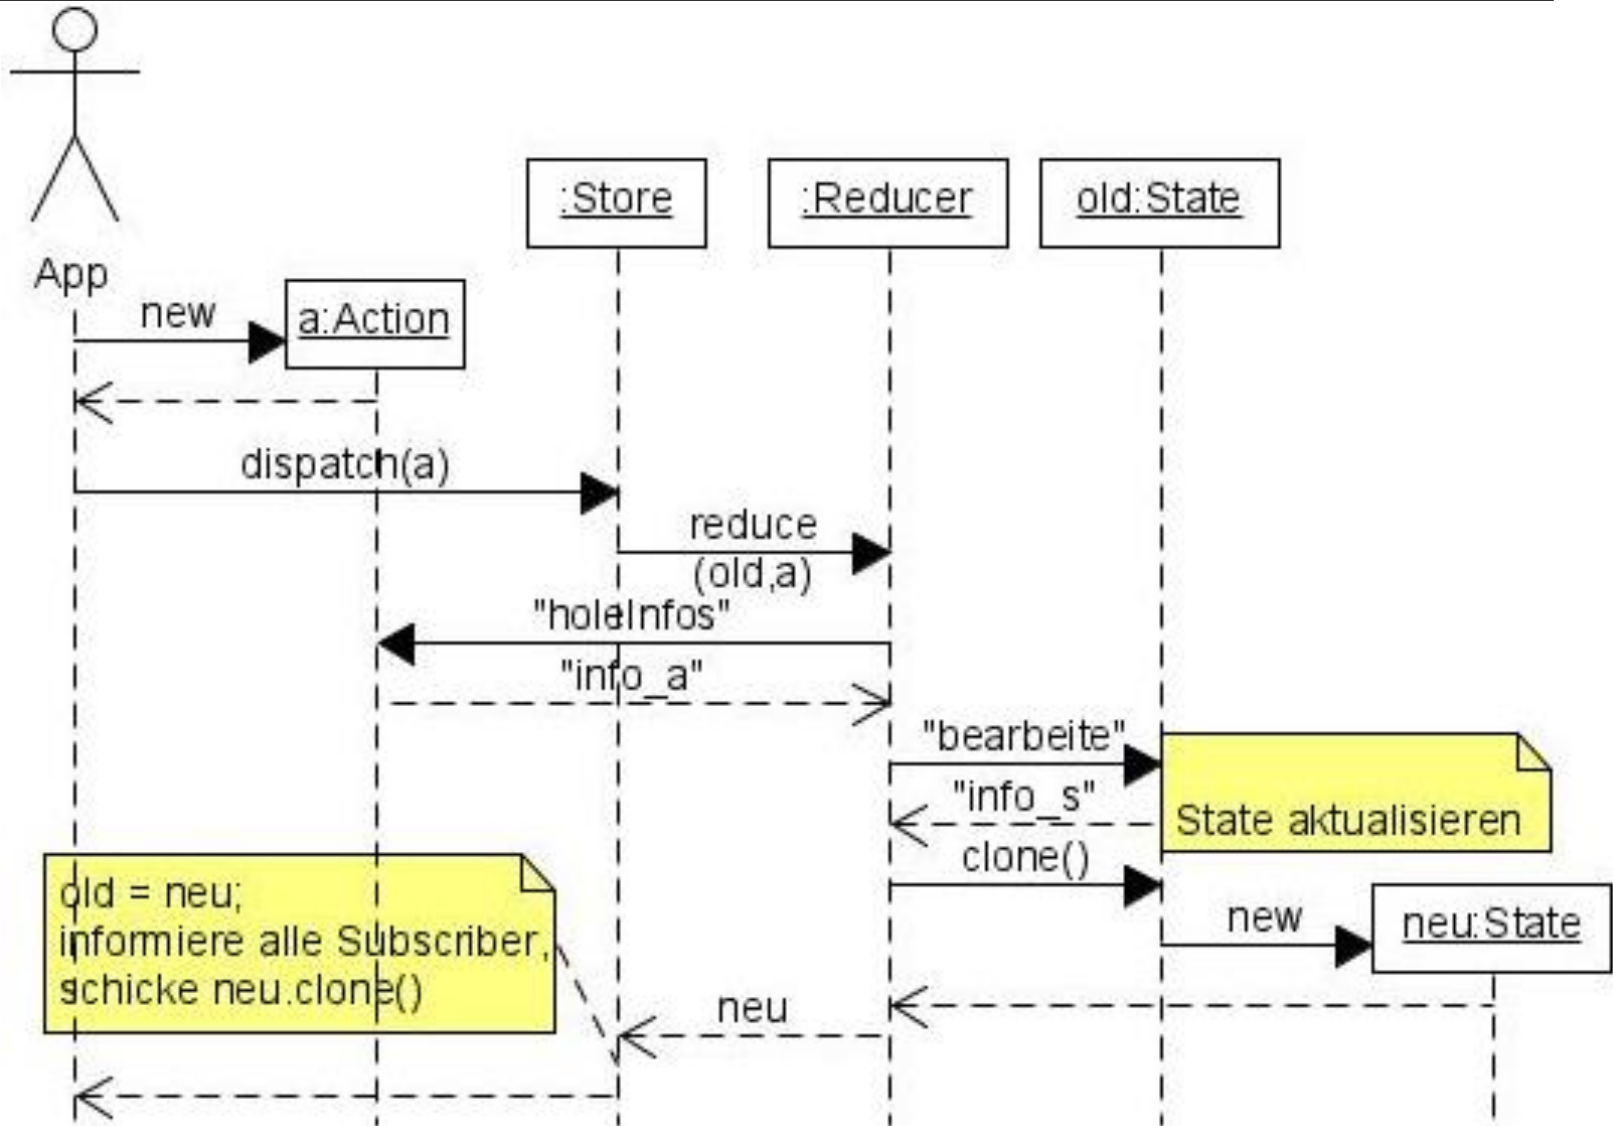 :Store
:Reducer
old:State
App
new
a:Action
dispatch(a)
reduce
(old,a)
"holeInfos"
"info_a"
"bearbeite"
"info_s"
State aktualisieren
clone()
old = neu;
informiere alle Subscriber,
schicke neu.clone()
new
neu:State
neu